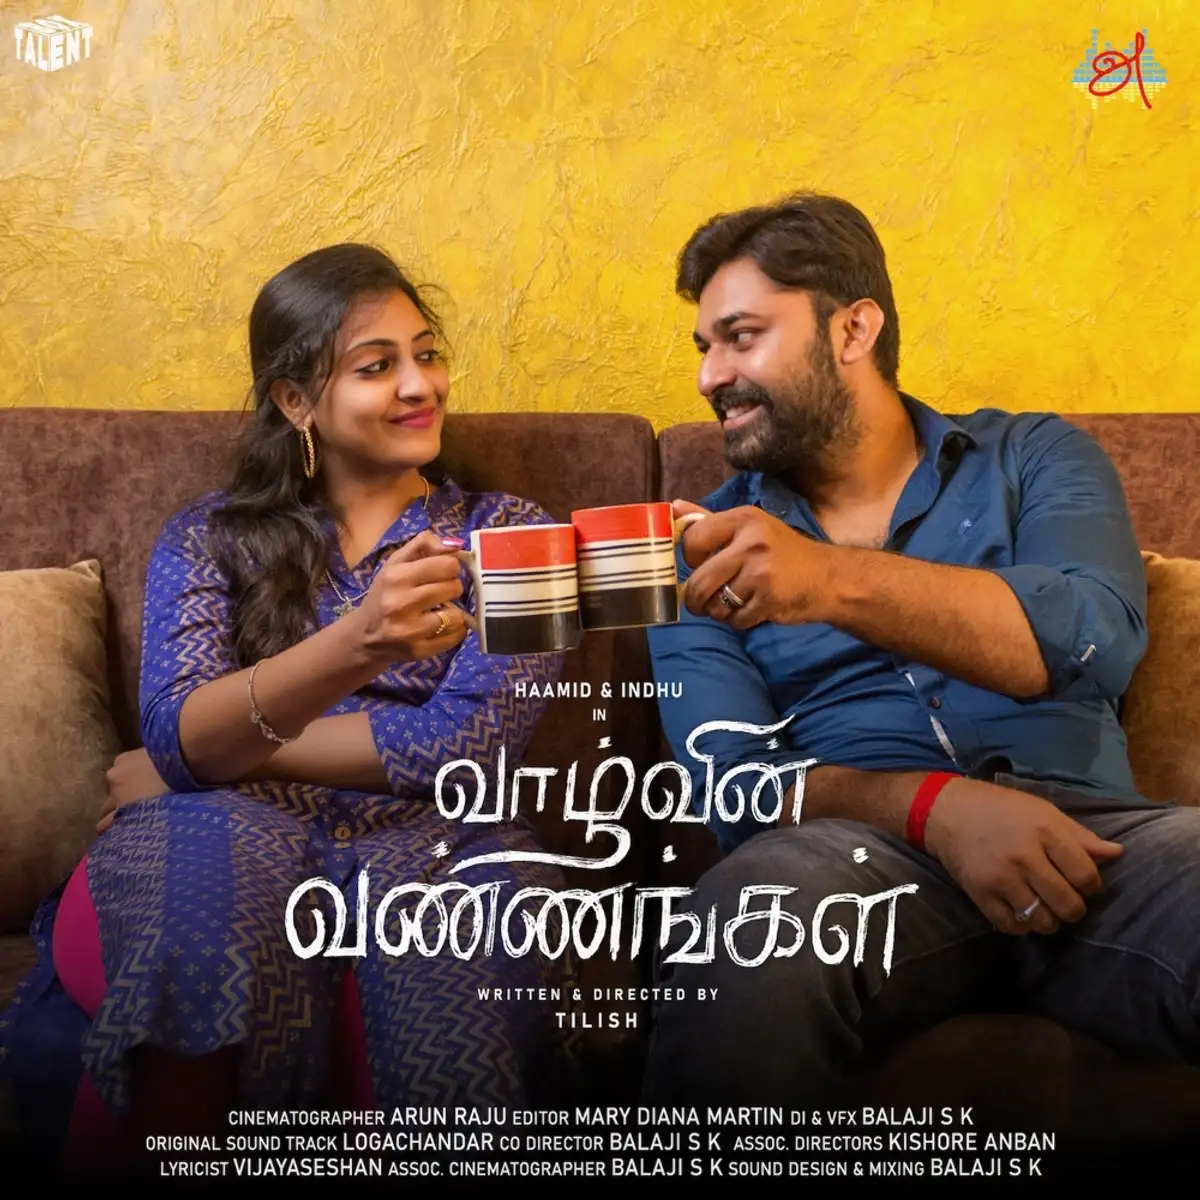 TALENT
அ
HAAMID & INDHU
IN
வாழ்வின்
வண்ணங்கள்
WRITTEN & DIRECTED BY
TILISH
CINEMATOGRAPHER ARUN RAJU EDITOR MARY DIANA MARTIN DI & VFX BALAJI S K
ORIGINAL SOUND TRACK LOGACHANDAR CO DIRECTOR BALAJI S K ASSOC. DIRECTORS KISHORE ANBAN
LYRICIST VIJAYASESHAN ASSOC. CINEMATOGRAPHER BALAJI S K SOUND DESIGN & MIXING BALAJI S K